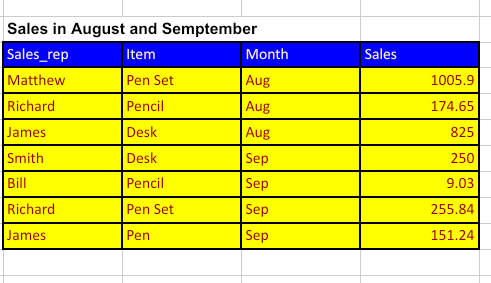 Sales in August and Semptember
Sales_rep Item Month Sales
Matthew Pen Set Aug 1005.9
Richard Pencil Aug 174.65
James Desk Aug 825
Smith Desk Sep 250
Bill Pencil Sep 9.03
Richard Pen Set Sep 255.84
James Pen Sep 151.24